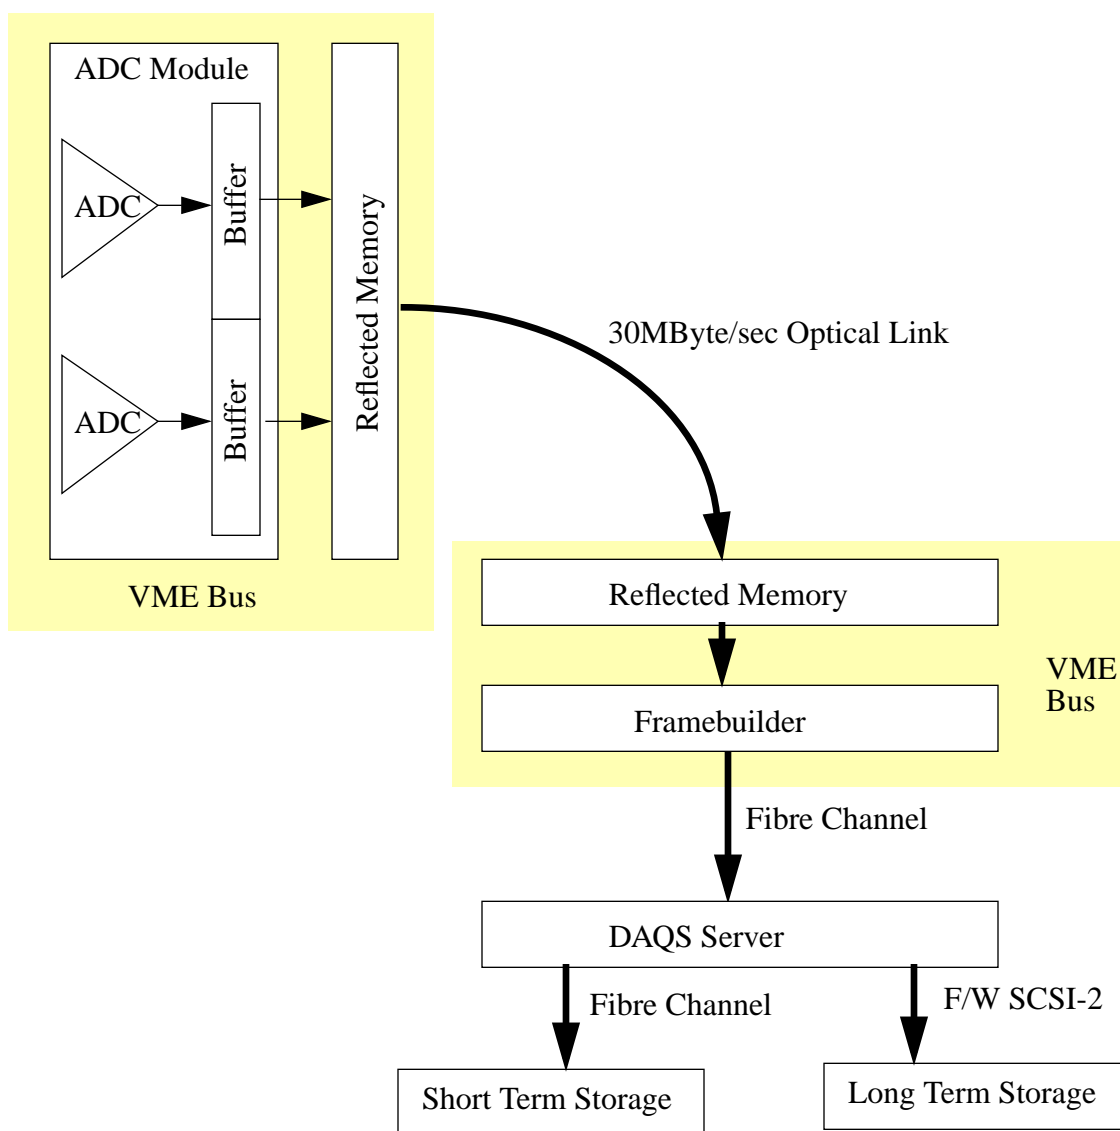 ADC Module
ADC
Buffer
ADC
Buffer
Reflected Memory
VME Bus
30MByte/sec Optical Link
Reflected Memory
Framebuilder
VME
Bus
Fibre Channel
DAQS Server
Fibre Channel
F/W SCSI-2
Short Term Storage
Long Term Storage